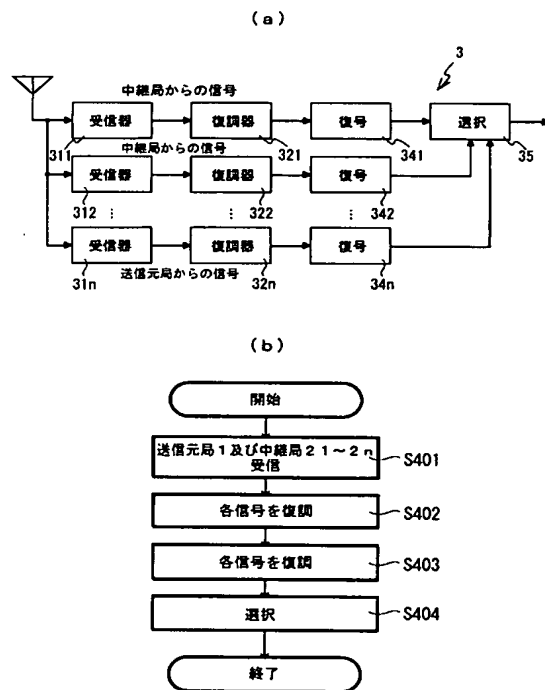 (a)
3
中継局からの信号
受信器
復調器
復号
選択
311
321
341
35
中継局からの信号
受信器
復調器
復号
312
322
342
⋮ ⋮ ⋮
受信器
復調器
復号
送信元局からの信号
31n
32n
34n
(b)
開始
送信元局1及び中継局21~2n
受信
S401
各信号を復調
S402
各信号を復調
S403
選択
S404
終了